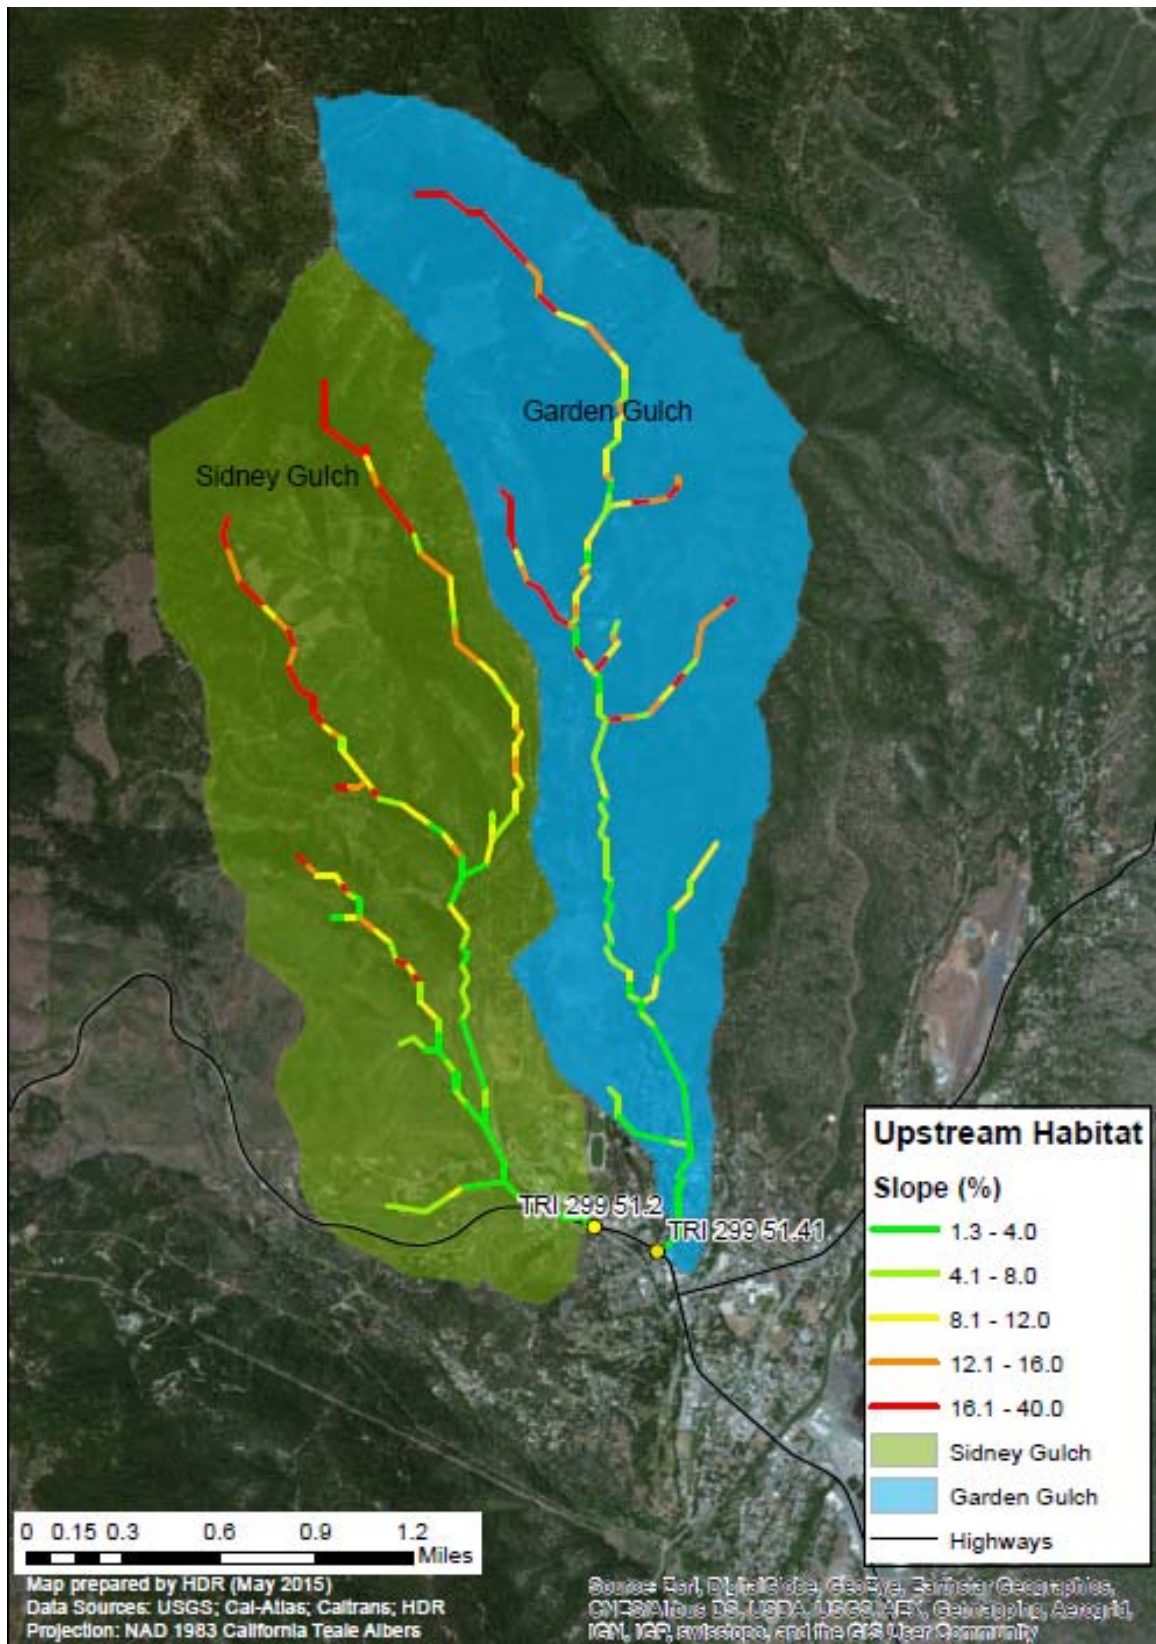 Garden Gulch
Sidney Gulch
TRI 299 51.2
TRI 299 51.41
Upstream Habitat
Slope (%)
1.3 - 4.0
4.1 - 8.0
8.1 - 12.0
12.1 - 16.0
16.1 - 40.0
Sidney Gulch
Garden Gulch
Highways
0 0.15 0.3 0.6 0.9 1.2
Miles
Map prepared by HDR (May 2015)
Data Sources: USGS; Cal-Atlas; Caltrans; HDR
Projection: NAD 1983 California Teale Albers
Source: Esri, DigitalGlobe, GeoEye, Earthstar Geographics,
CNES/Airbus DS, USDA, USGS, AEX, Getmapping, Aerogrid,
IGN, IGP, swisstopo, and the GIS User Community